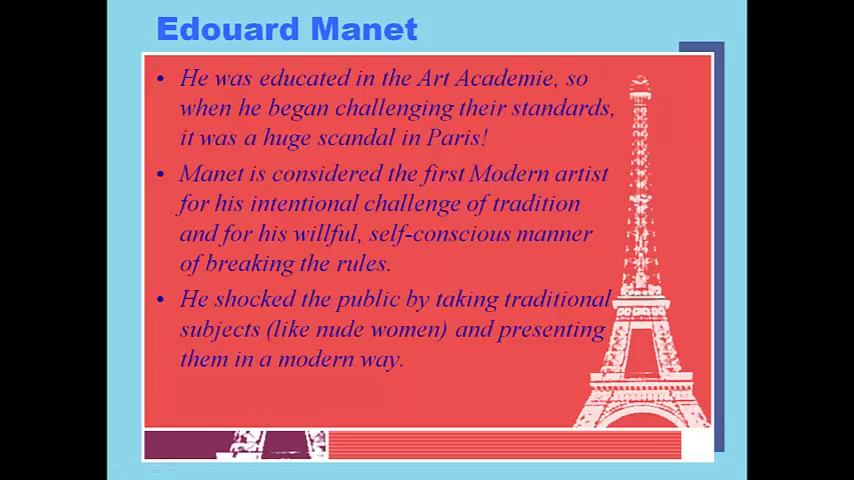 Edouard Manet
• He was educated in the Art Academie, so
when he began challenging their standards,
it was a huge scandal in Paris!
• Manet is considered the first Modern artist
for his intentional challenge of tradition
and for his willful, self-conscious manner
of breaking the rules.
• He shocked the public by taking traditional
subjects (like nude women) and presenting
them in a modern way.